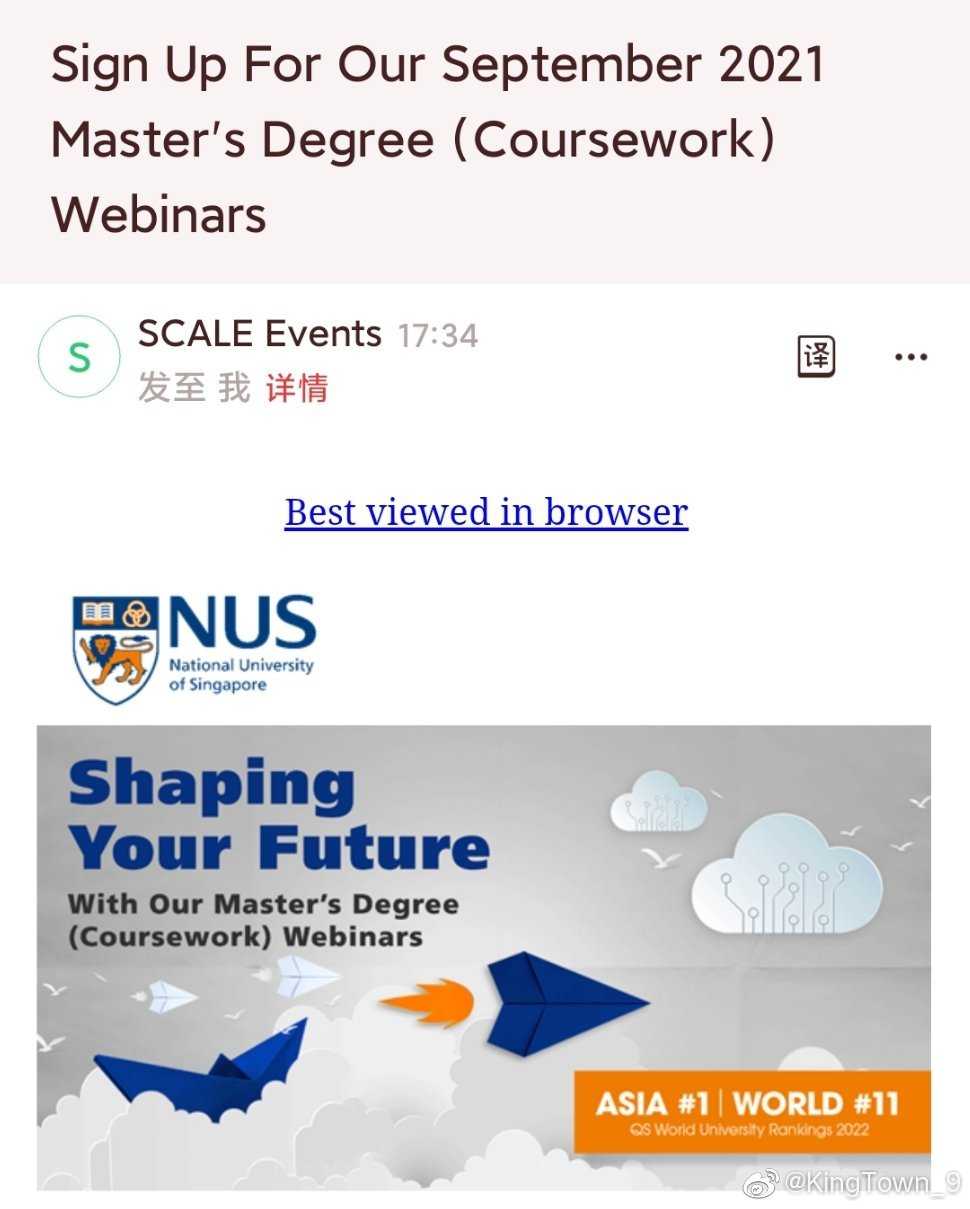 Sign Up For Our September 2021
Master's Degree (Coursework)
Webinars
S
SCALE Events 17:34
译
发至 我 详情
Best viewed in browser
NUS
National University
of Singapore
Shaping
Your Future
With Our Master's Degree
(Coursework) Webinars
ASIA #1 | WORLD #11
QS World University Rankings 2022
@KingTown_9